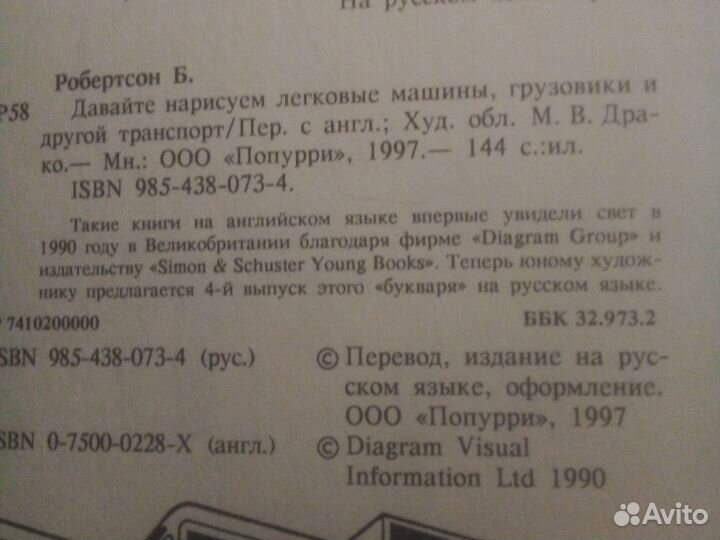 На русском
Робертсон Б.
Р58 Давайте нарисуем легковые машины, грузовики и
другой транспорт/Пер. с англ.; Худ. обл. М. В. Дра-
ко.— Мн.: ООО «Попурри», 1997.— 144 с.:ил.
ISBN 985-438-073-4.
Такие книги на английском языке впервые увидели свет в
1990 году в Великобритании благодаря фирме «Diagram Group» и
издательству «Simon & Schuster Young Books». Теперь юному худож-
нику предлагается 4-й выпуск этого «букваря» на русском языке.
7410200000
ББК 32.973.2
ISBN 985-438-073-4 (рус.)
© Перевод, издание на рус-
ском языке, оформление.
ООО «Попурри», 1997
ISBN 0-7500-0228-X (англ.)
© Diagram Visual
Information Ltd 1990
Avito